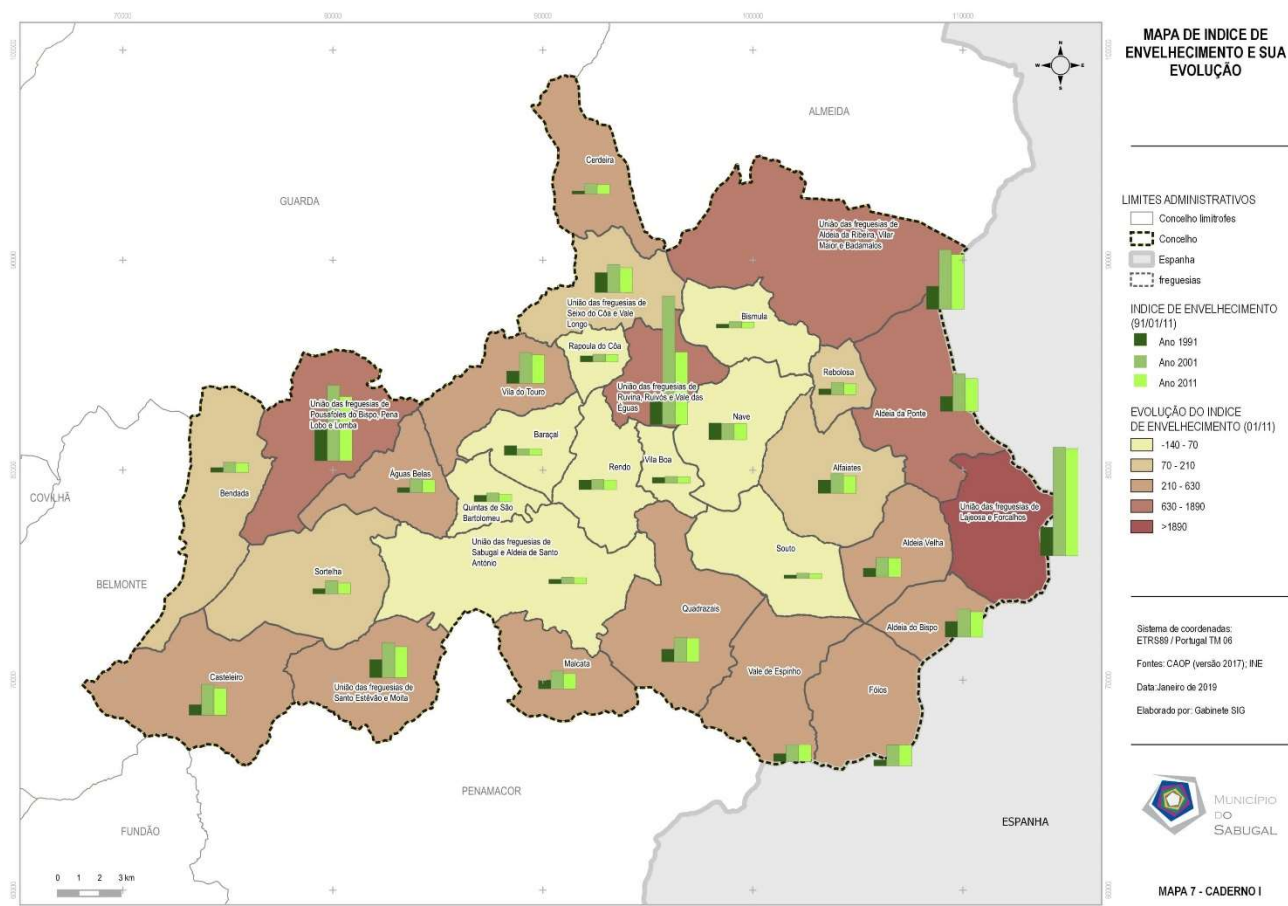 70000
80000
90000
100000
110000
MAPA DE INDICE DE
ENVELHECIMENTO E SUA
EVOLUÇÃO
N
W
E
S
ALMEIDA
GUARDA
Cerdeira
União das freguesias de
Aldeia da Ribeira, Vilar
Maior e Badamalos
União das freguesias de
Seixo do Côa e Vale
Longo
Bismula
Rapoula do Côa
Rebolosa
União das freguesias de
Ruvina, Ruivós e Vale das
Éguas
Vila do Touro
União das freguesias de
Pousafoles do Bispo, Pena
Lobo e Lomba
Aldeia da Ponte
Nave
Baraçal
Vila Boa
Rendo
Águas Belas
Alfaiates
Bendada
COVILHÃ
Quintas de São
Bartolomeu
União das freguesias de
Lajeosa e Forcalhos
União das freguesias de
Sabugal e Aldeia de Santo
António
Souto
Aldeia Velha
Sortelha
BELMONTE
Quadrazais
Aldeia do Bispo
Malcata
Vale de Espinho
Casteleiro
União das freguesias de
Santo Estêvão e Moita
Fóios
PENAMACOR
FUNDÃO
ESPANHA
0 1 2 3 km
LIMITES ADMINISTRATIVOS
Concelho limitrofes
Concelho
Espanha
freguesias
INDICE DE ENVELHECIMENTO
(91/01/11)
Ano 1991
Ano 2001
Ano 2011
EVOLUÇÃO DO INDICE
DE ENVELHECIMENTO (01/11)
-140 - 70
70 - 210
210 - 630
630 - 1890
>1890
Sistema de coordenadas:
ETRS89 / Portugal TM 06
Fontes: CAOP (versão 2017); INE
Data:Janeiro de 2019
Elaborado por: Gabinete SIG
MUNICÍPIO
DO
SABUGAL
MAPA 7 - CADERNO I